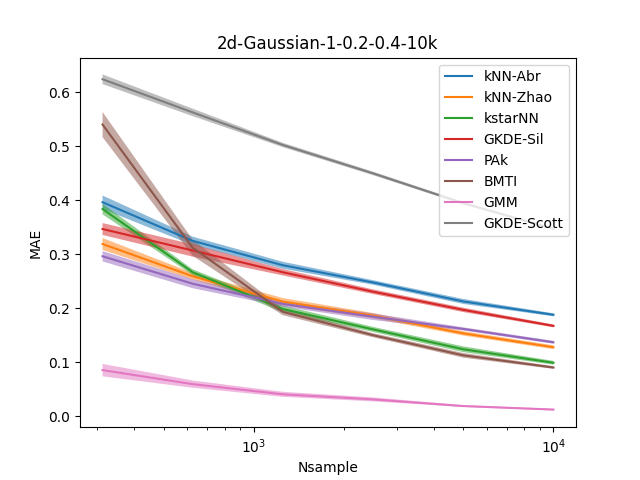 2d-Gaussian-1-0.2-0.4-10k
kNN-Abr
kNN-Zhao
kstarNN
GKDE-Sil
PAk
BMTI
GMM
GKDE-Scott
0.6
0.5
0.4
0.3
0.2
0.1
0.0
MAE
10³
10⁴
Nsample